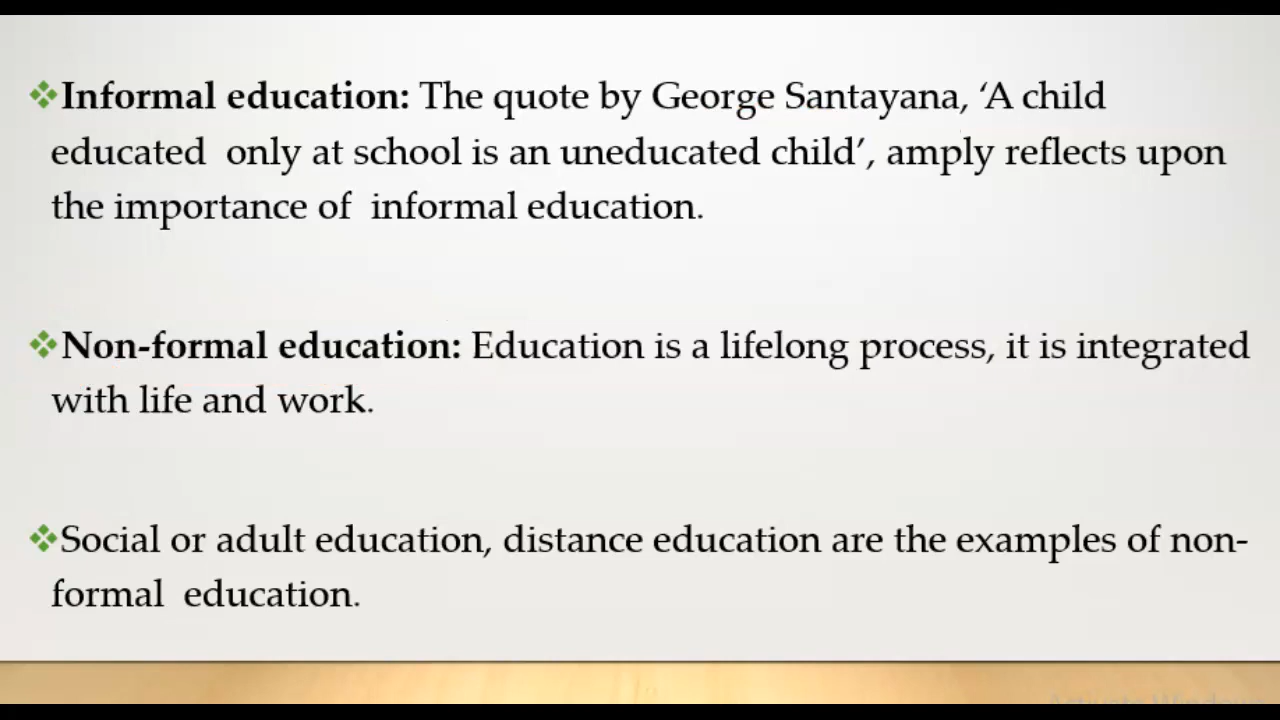 ❖Informal education: The quote by George Santayana, ‘A child
educated only at school is an uneducated child’, amply reflects upon
the importance of informal education.
❖Non-formal education: Education is a lifelong process, it is integrated
with life and work.
❖Social or adult education, distance education are the examples of non-
formal education.